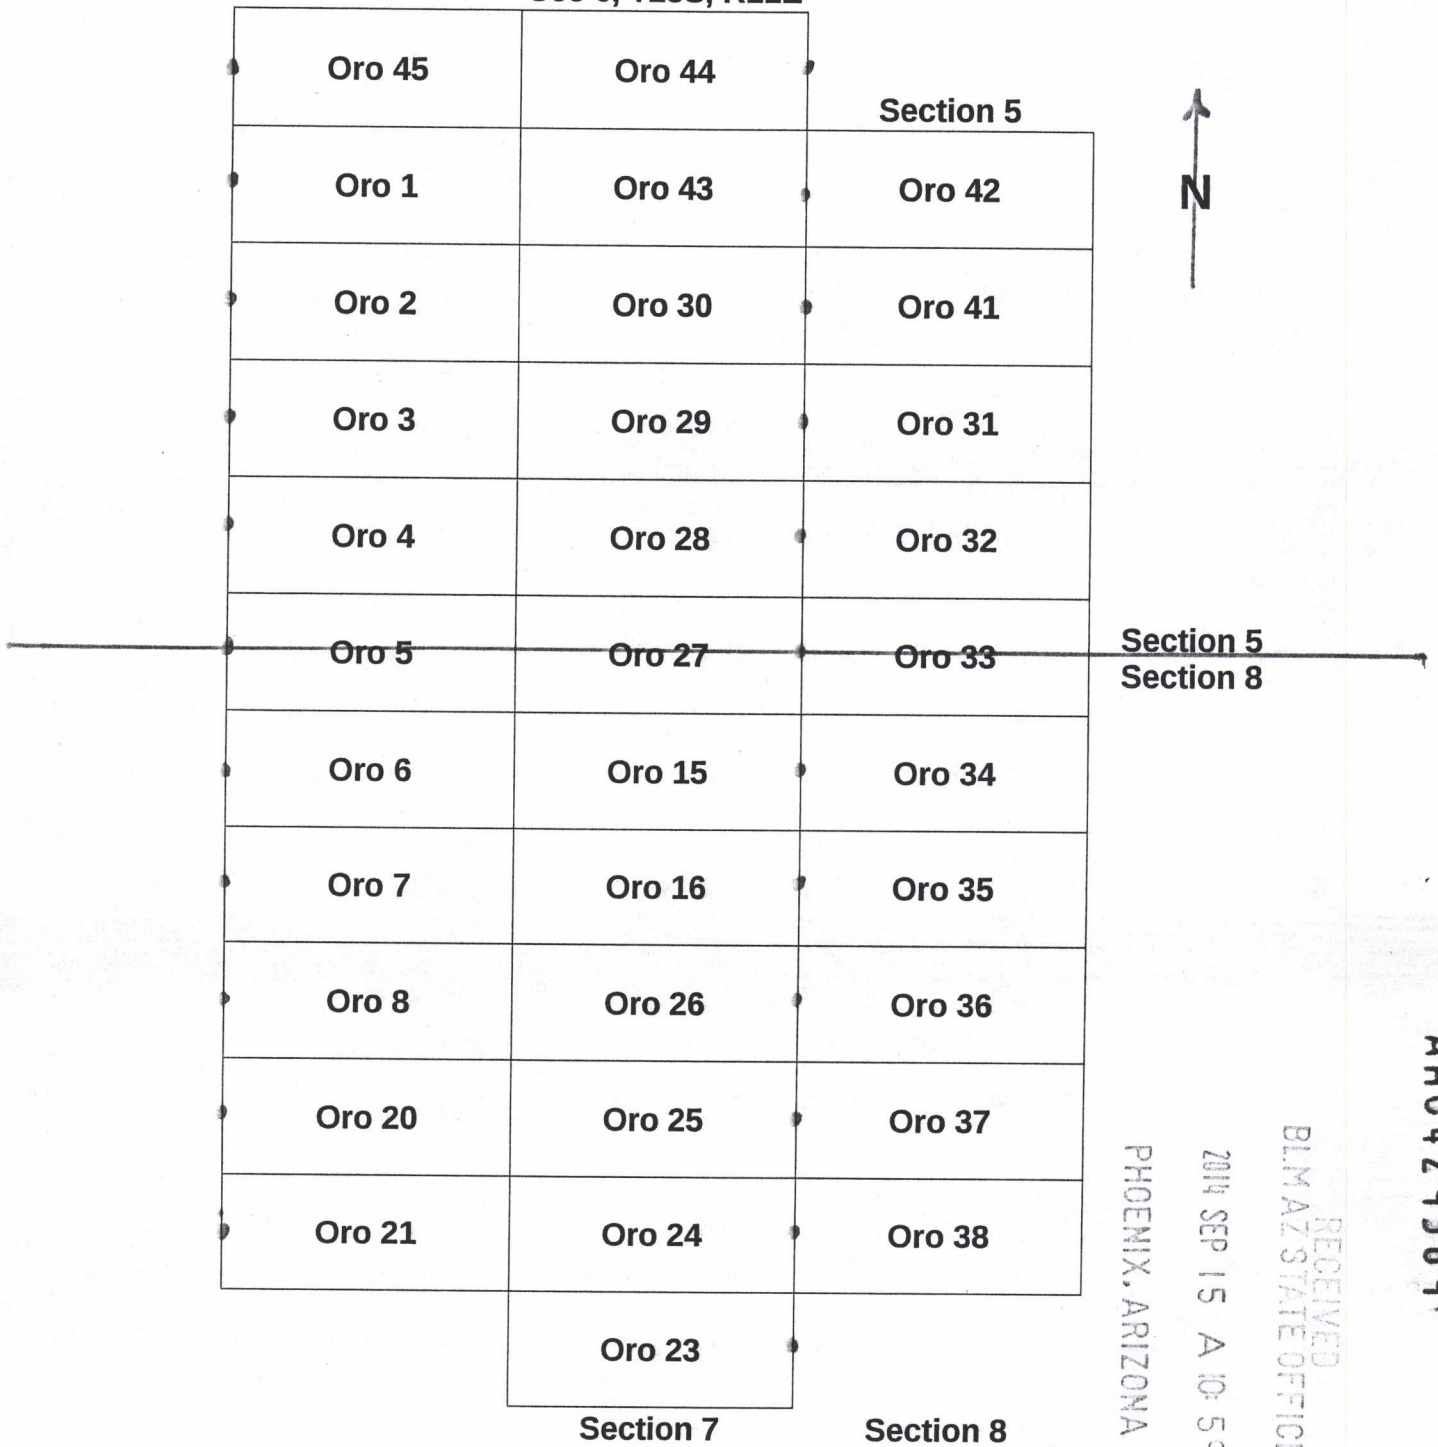 Oro 45 Oro 44
Section 5
Oro 1 Oro 43 Oro 42
N
Oro 2 Oro 30 Oro 41
Oro 3 Oro 29 Oro 31
Oro 4 Oro 28 Oro 32
Section 5
Oro 5 Oro 27 Oro 33
Section 8
Oro 6 Oro 15 Oro 34
Oro 7 Oro 16 Oro 35
Oro 8 Oro 26 Oro 36
Oro 20 Oro 25 Oro 37
Oro 21 Oro 24 Oro 38
Oro 23
Section 7 Section 8
RECEIVED
BLM AZ STATE OFFIC
2014 SEP 15 A 10: 5
PHOENIX, ARIZONA